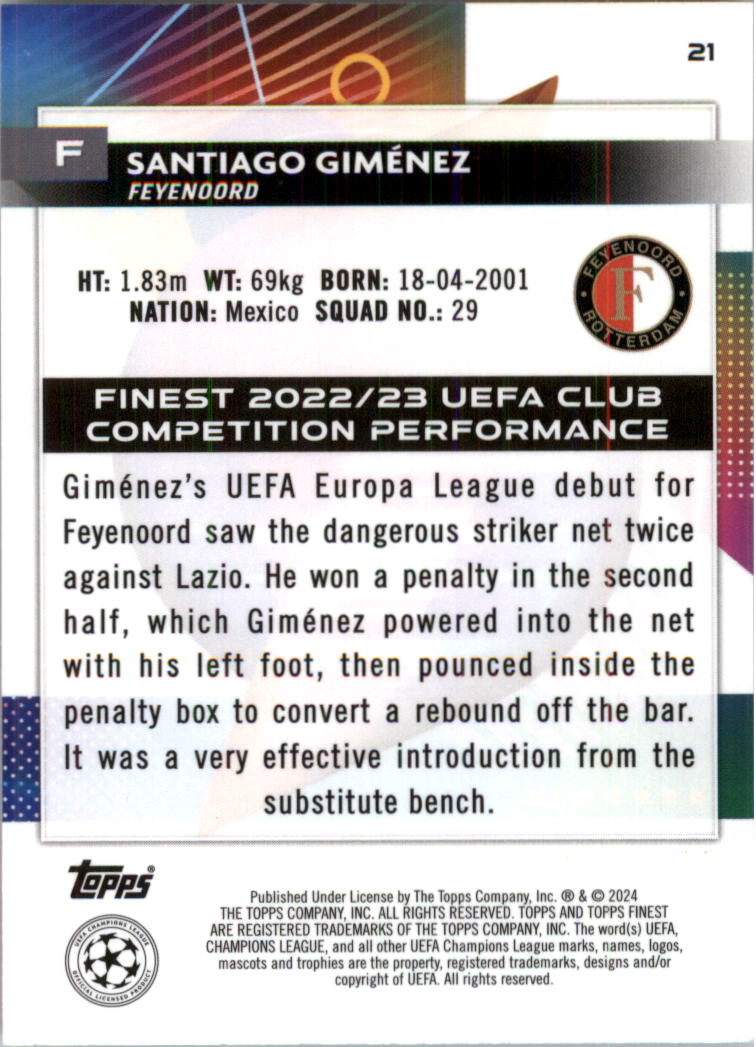 21
F
SANTIAGO GIMÉNEZ
FEYENOORD
HT: 1.83m WT: 69kg BORN: 18-04-2001
NATION: Mexico SQUAD NO.: 29
FEYENOORD
F
ROTTERDAM
FINEST 2022/23 UEFA CLUB
COMPETITION PERFORMANCE
Giménez's UEFA Europa League debut for
Feyenoord saw the dangerous striker net twice
against Lazio. He won a penalty in the second
half, which Giménez powered into the net
with his left foot, then pounced inside the
penalty box to convert a rebound off the bar.
It was a very effective introduction from the
substitute bench.
Topps®
UEFA CHAMPIONS LEAGUE
OFFICIAL LICENSED PRODUCT
Published Under License by The Topps Company, Inc. ® & © 2024
THE TOPPS COMPANY, INC. ALL RIGHTS RESERVED. TOPPS AND TOPPS FINEST
ARE REGISTERED TRADEMARKS OF THE TOPPS COMPANY, INC. The word(s) UEFA,
CHAMPIONS LEAGUE, and all other UEFA Champions League marks, names, logos,
mascots and trophies are the property, registered trademarks, designs and/or
copyright of UEFA. All rights reserved.